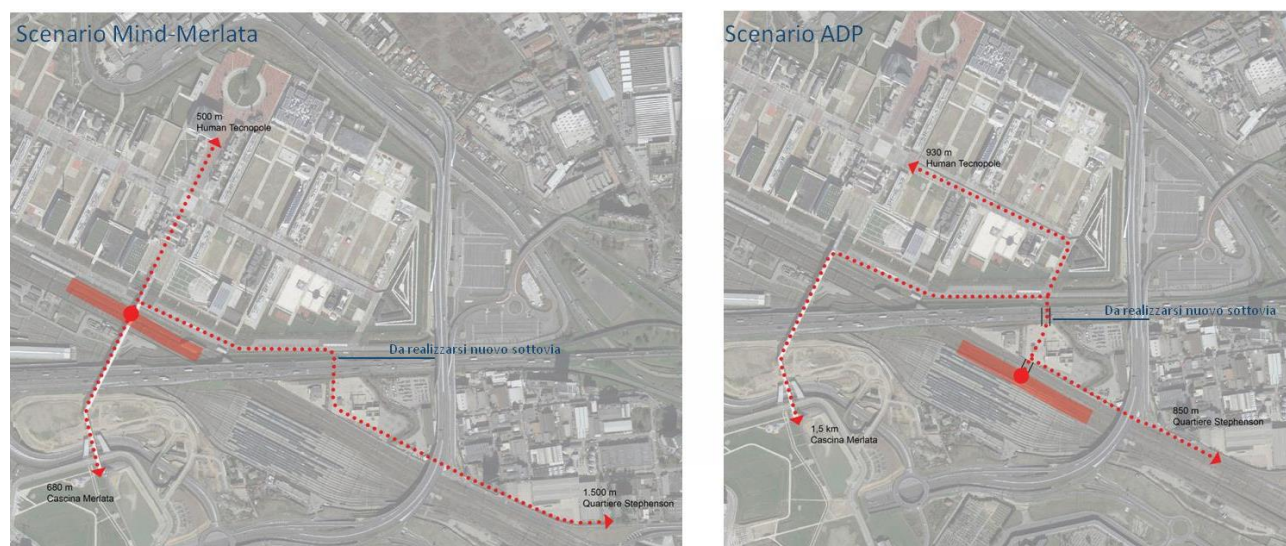 Scenario Mind-Merlata
500 m
Human Tecnopole
Da realizzarsi nuovo sottovia
680 m
Cascina Merlata
1.500 m
Quartiere Stephenson
Scenario ADP
930 m
Human Tecnopole
Da realizzarsi nuovo sottovia
1,5 km
Cascina Merlata
850 m
Quartiere Stephenson